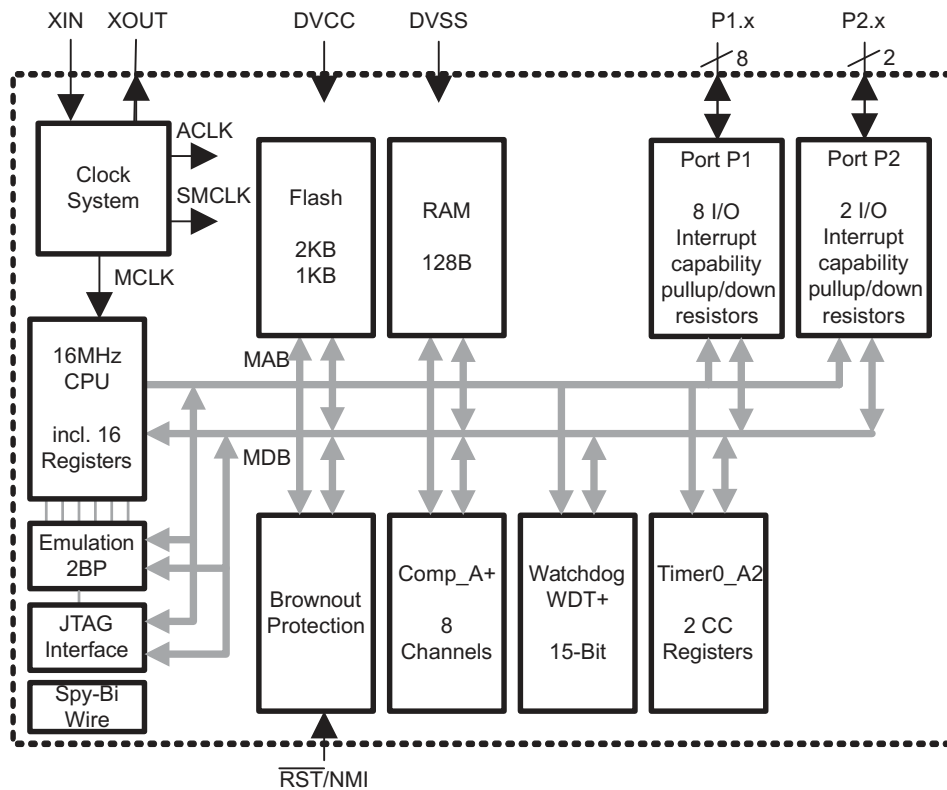 XIN
XOUT
DVCC
DVSS
P1.x
P2.x
8
2
Clock
System
ACLK
SMCLK
MCLK
Flash
2KB
1KB
RAM
128B
Port P1
8 I/O
Interrupt
capability
pullup/down
resistors
Port P2
2 I/O
Interrupt
capability
pullup/down
resistors
16MHz
CPU
incl. 16
Registers
MAB
MDB
Emulation
2BP
JTAG
Interface
Spy-Bi
Wire
Brownout
Protection
Comp_A+
8
Channels
Watchdog
WDT+
15-Bit
Timer0_A2
2 CC
Registers
RST/NMI